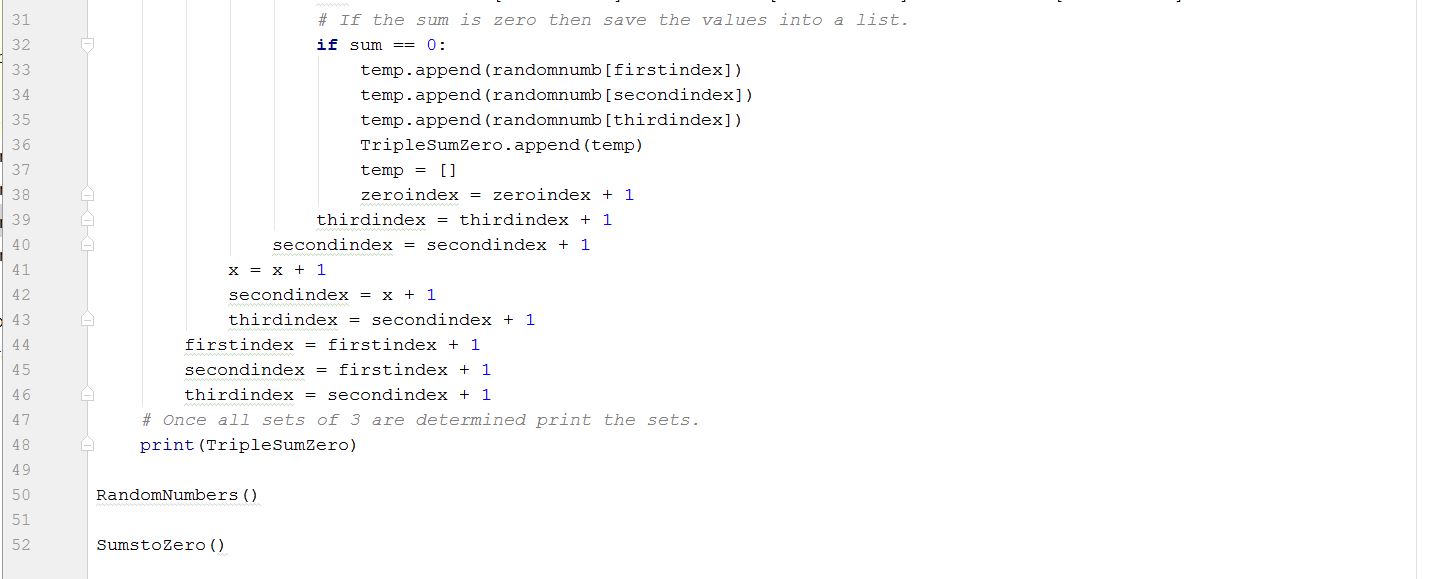 31 # If the sum is zero then save the values into a list.
32 if sum == 0:
33 temp.append(randomnumb[firstindex])
34 temp.append(randomnumb[secondindex])
35 temp.append(randomnumb[thirdindex])
36 TripleSumZero.append(temp)
37 temp = []
38 zeroindex = zeroindex + 1
39 thirdindex = thirdindex + 1
40 secondindex = secondindex + 1
41 x = x + 1
42 secondindex = x + 1
43 thirdindex = secondindex + 1
44 firstindex = firstindex + 1
45 secondindex = firstindex + 1
46 thirdindex = secondindex + 1
47 # Once all sets of 3 are determined print the sets.
48 print(TripleSumZero)
49
50 RandomNumbers()
51
52 SumstoZero()